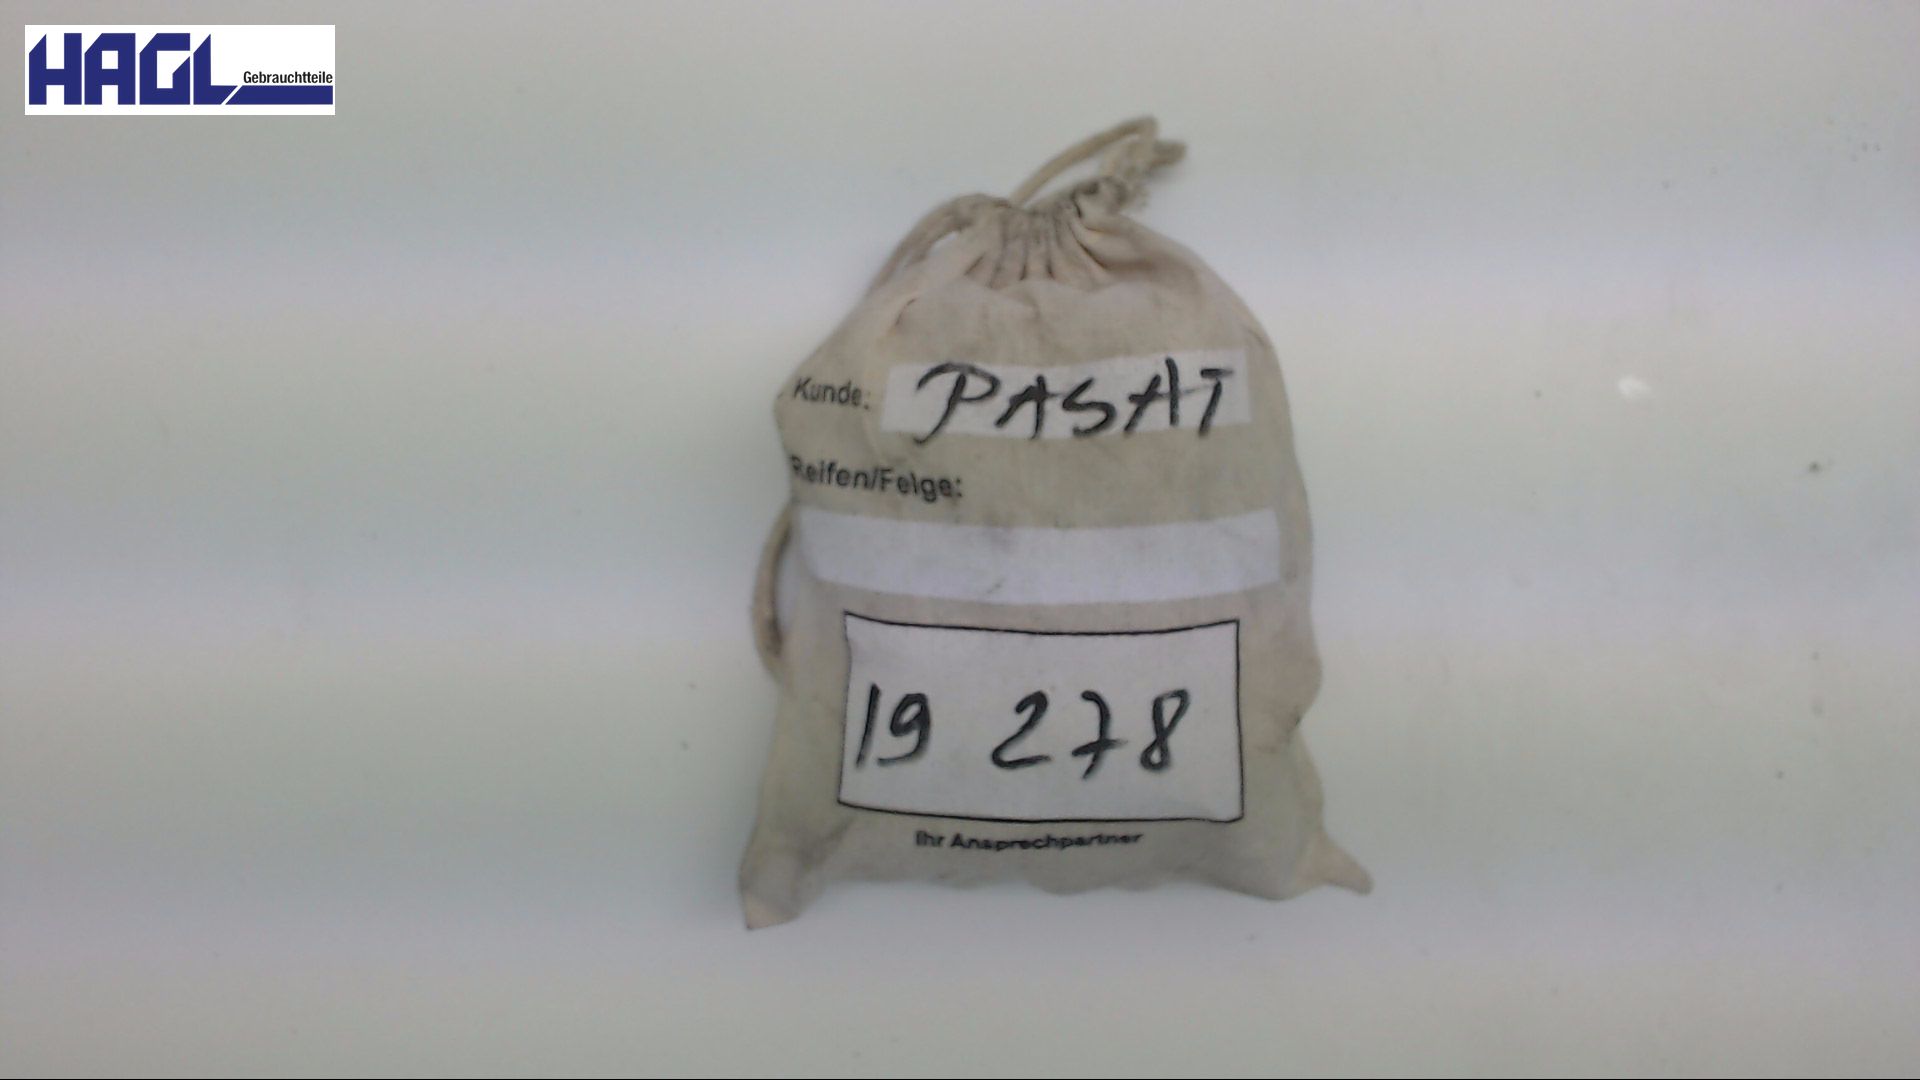 HAGL
Gebrauchtteile
Kunde: PASAT
Reifen/Felge:
19 278
Ihr Ansprechpartner